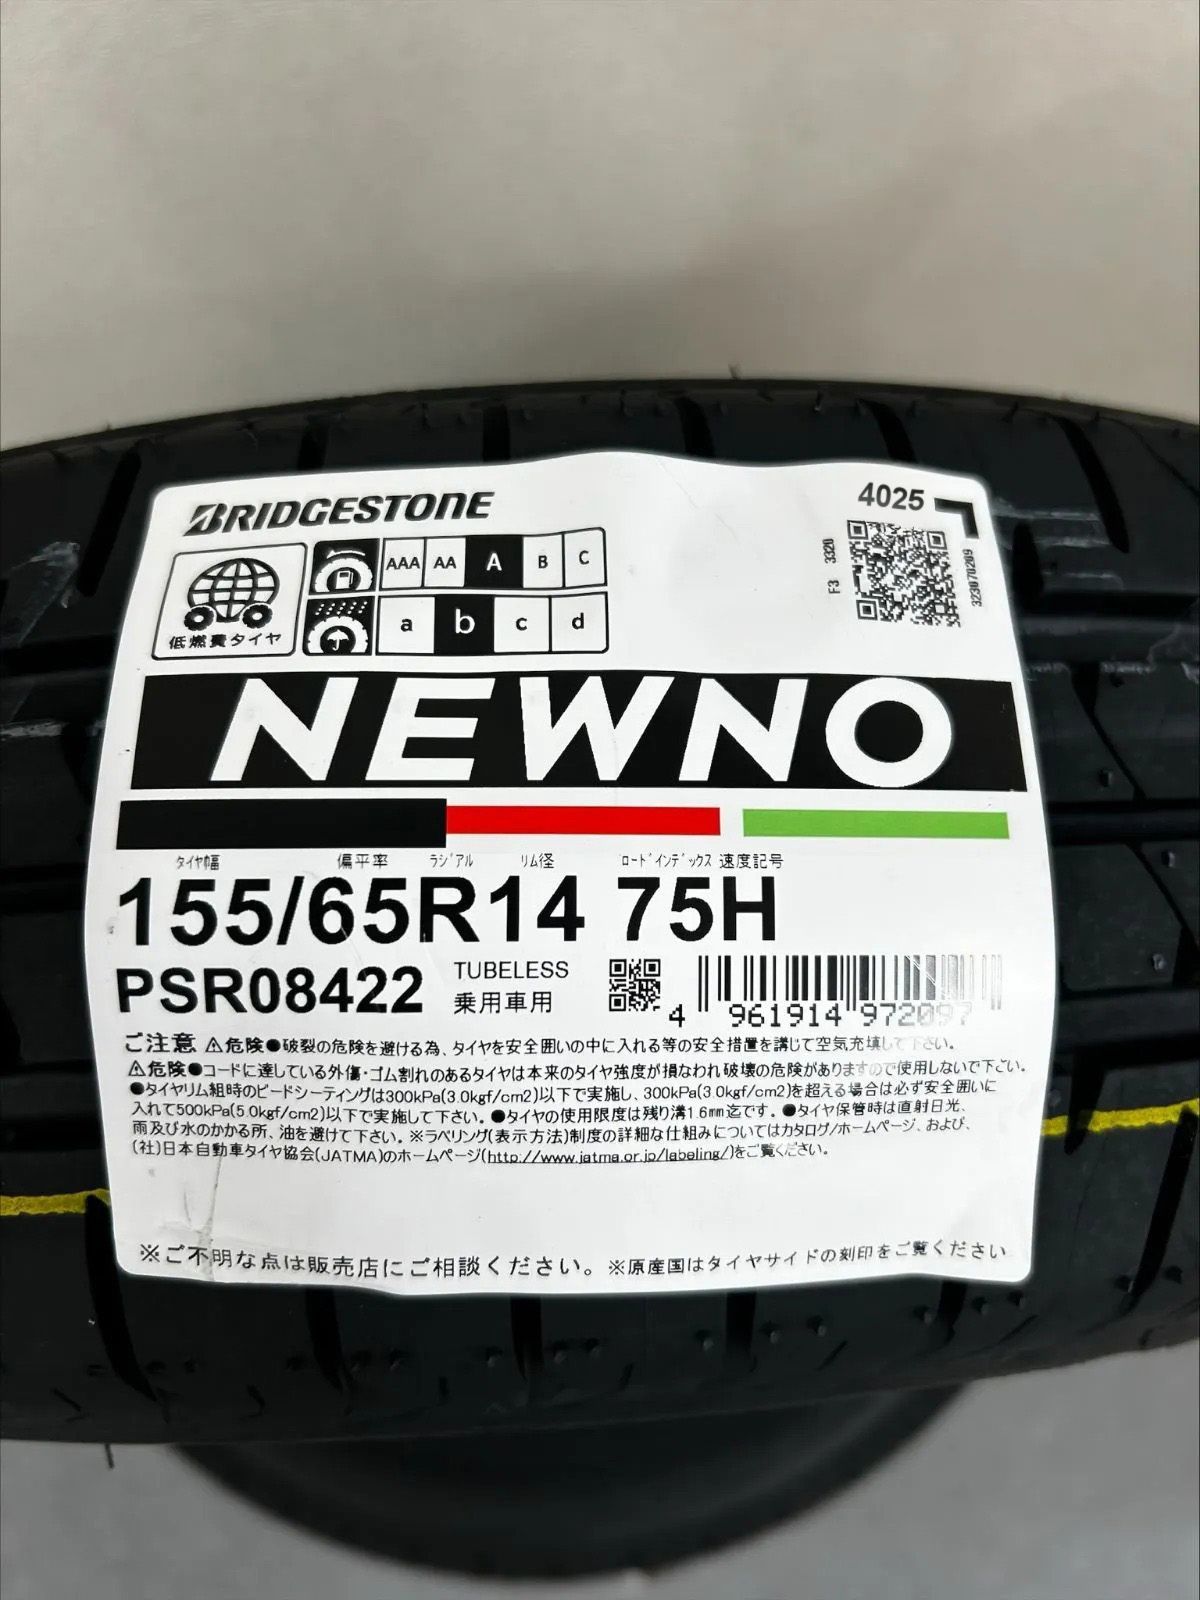 BRIDGESTONE
4025
F3 3320
323070209
低燃費タイヤ
AAA AA A B C
a b c d
NEWNO
タイヤ幅 偏平率 ラジアル リム径 ロードインデックス 速度記号
155/65R14 75H
PSR08422 TUBELESS
乗用車用
4 961914 972097
ご注意 ⚠危険●破裂の危険を避ける為、タイヤを安全囲いの中に入れる等の安全措置を講じて空気充填して下さい。
⚠危険●コードに達している外傷・ゴム割れのあるタイヤは本来のタイヤ強度が損なわれ破壊の危険がありますので使用しないで下さい。
●タイヤリム組時のビードシーティングは300kPa(3.0kgf/cm2)以下で実施し、300kPa(3.0kgf/cm2)を超える場合は必ず安全囲いに
入れて500kPa(5.0kgf/cm2)以下で実施して下さい。●タイヤの使用限度は残り溝1.6mm迄です。●タイヤ保管時は直射日光、
雨及び水のかかる所、油を避けて下さい。※ラベリング(表示方法)制度の詳細な仕組みについてはカタログ/ホームページ、および、
(社)日本自動車タイヤ協会(JATMA)のホームページ(http://www.jatma.or.jp/labeling/)をご覧ください。
※ご不明な点は販売店にご相談ください。※原産国はタイヤサイドの刻印をご覧ください